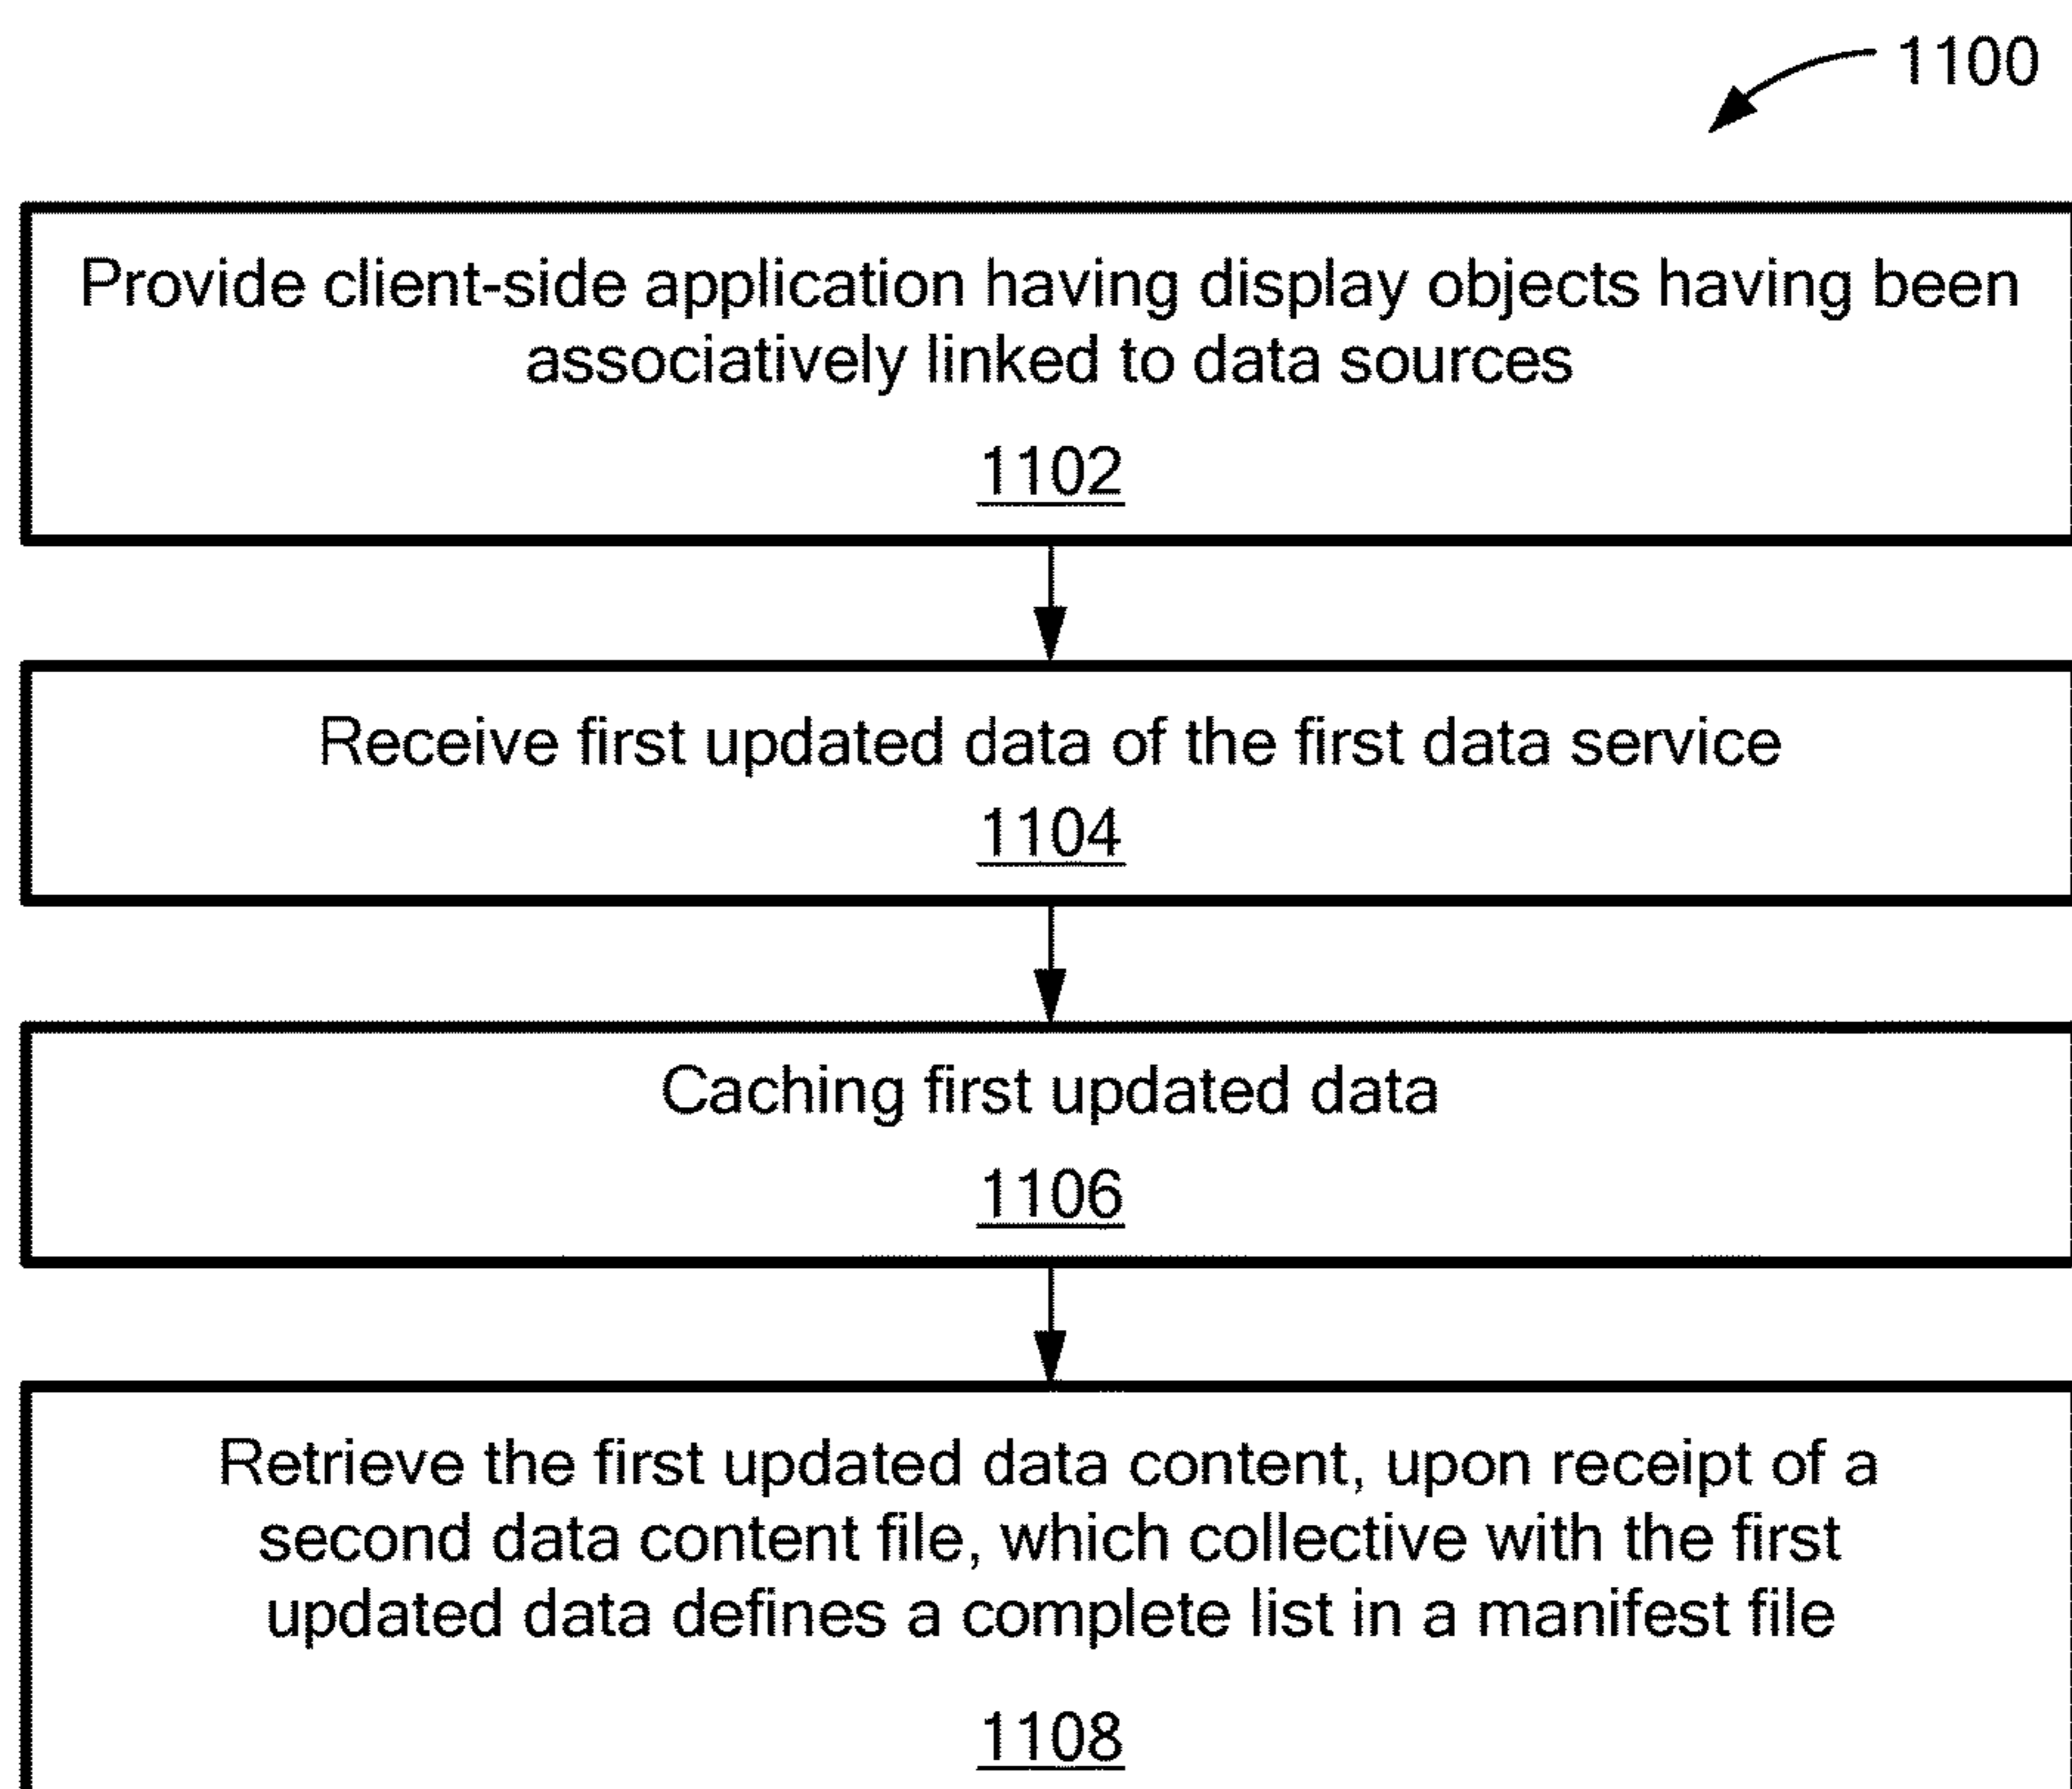 1100
Provide client-side application having display objects having been
associatively linked to data sources
1102
Receive first updated data of the first data service
1104
Caching first updated data
1106
Retrieve the first updated data content, upon receipt of a
second data content file, which collective with the first
updated data defines a complete list in a manifest file
1108